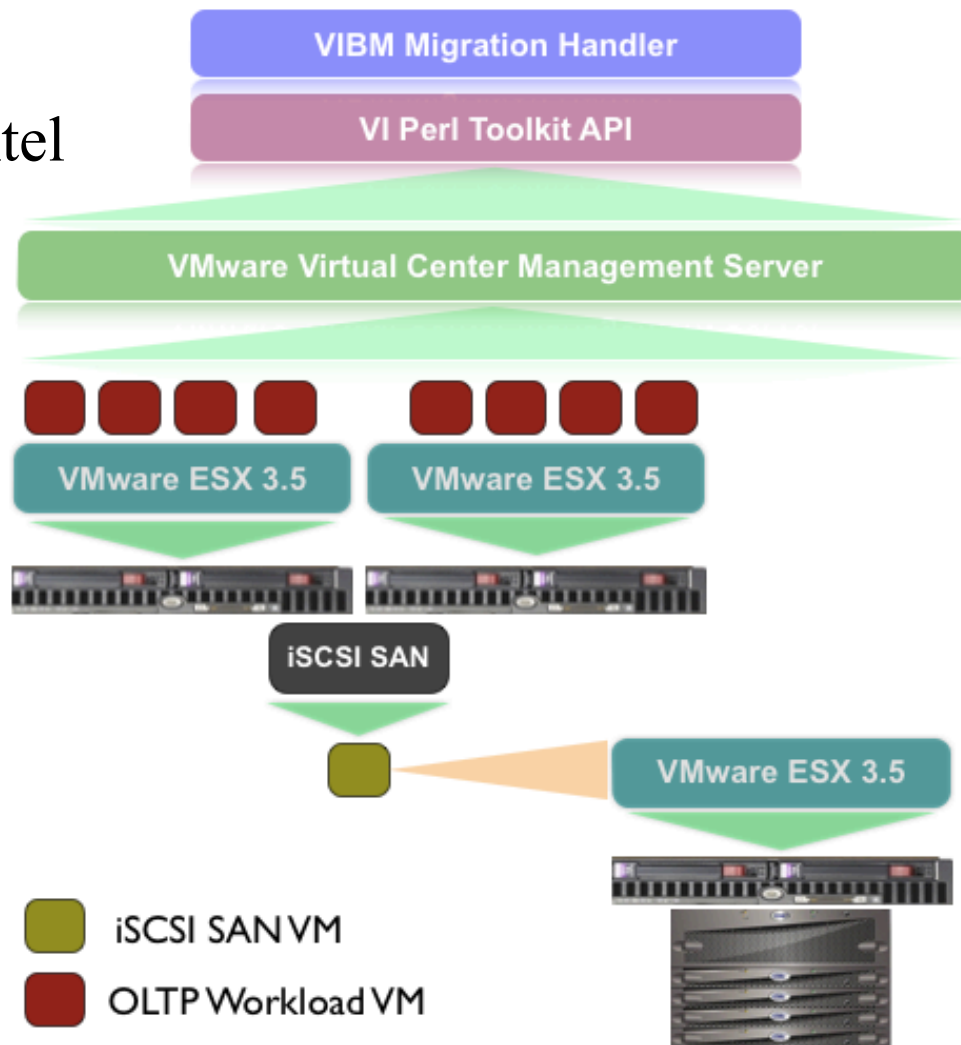 VIBM Migration Handler
tel
VI Perl Toolkit API
VMware Virtual Center Management Server
VMware ESX 3.5
VMware ESX 3.5
iSCSI SAN
VMware ESX 3.5
iSCSI SAN VM
OLTP Workload VM